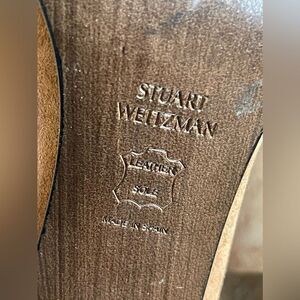 STUART
WEITZMAN
LEATHER
SOLE
MADE IN SPAIN